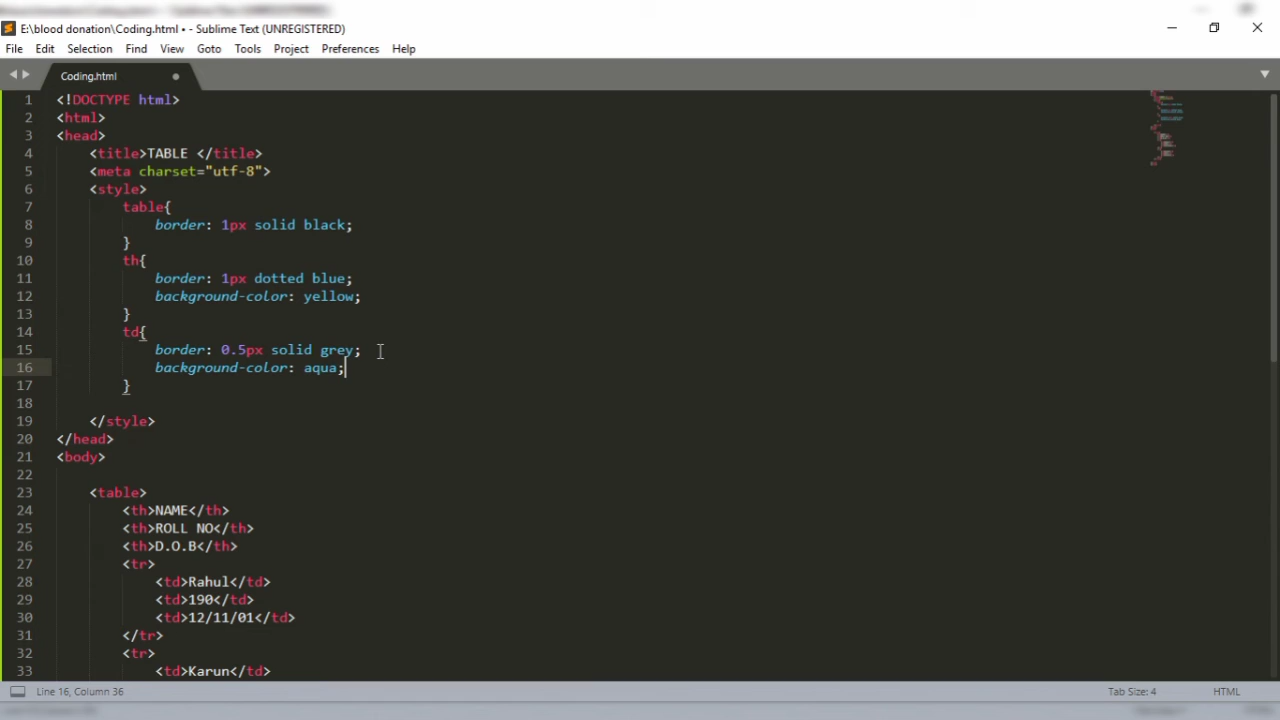 E:\blood donation\Coding.html • - Sublime Text (UNREGISTERED)
File Edit Selection Find View Goto Tools Project Preferences Help
Coding.html
1 <!DOCTYPE html>
2 <html>
3 <head>
4 <title>TABLE </title>
5 <meta charset="utf-8">
6 <style>
7 table{
8 border: 1px solid black;
9 }
10 th{
11 border: 1px dotted blue;
12 background-color: yellow;
13 }
14 td{
15 border: 0.5px solid grey;
16 background-color: aqua;
17 }
18
19 </style>
20 </head>
21 <body>
22
23 <table>
24 <th>NAME</th>
25 <th>ROLL NO</th>
26 <th>D.O.B</th>
27 <tr>
28 <td>Rahul</td>
29 <td>190</td>
30 <td>12/11/01</td>
31 </tr>
32 <tr>
33 <td>Karun</td>
Line 16, Column 36 Tab Size: 4 HTML